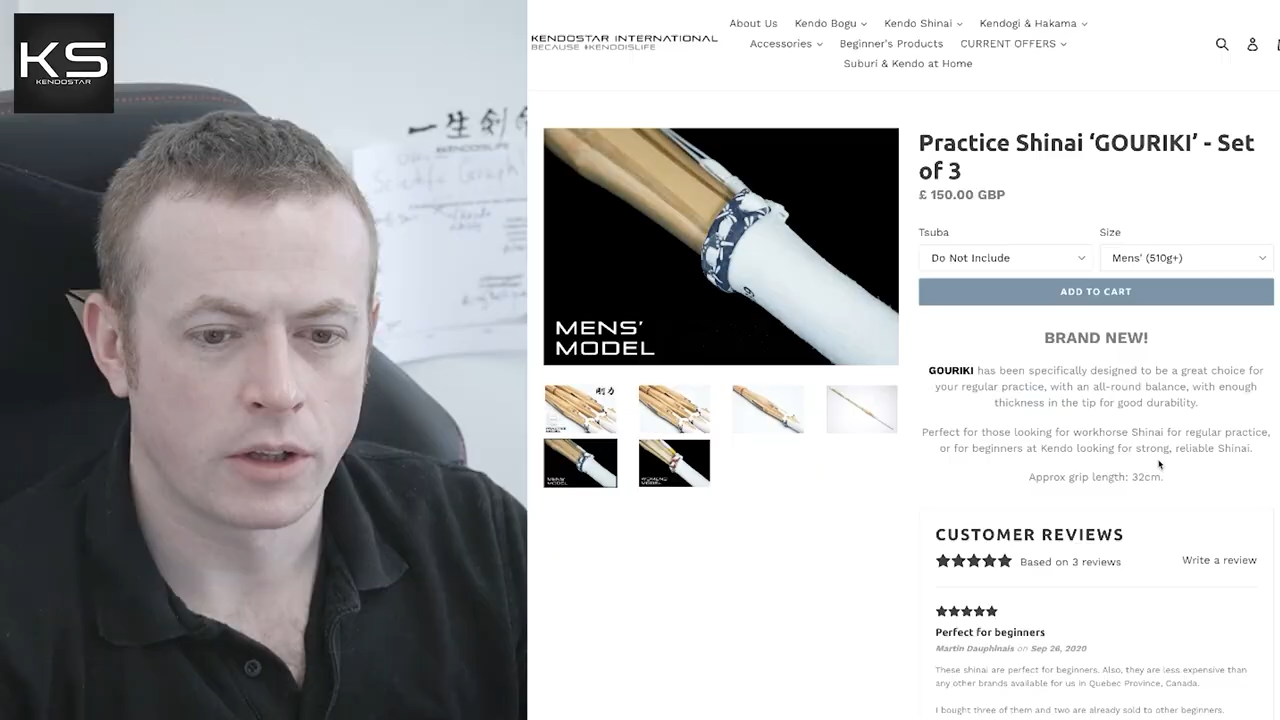 KS
KENDOSTAR
一生剣
#KENDOISLIFE
KENDOSTAR INTERNATIONAL
BECAUSE #KENDOISLIFE
About Us
Kendo Bogu
Kendo Shinai
Kendogi & Hakama
Accessories
Beginner's Products
CURRENT OFFERS
Suburi & Kendo at Home
MENS'
MODEL
剛力
Practice Shinai ‘GOURIKI’ - Set
of 3
£ 150.00 GBP
Tsuba
Size
Do Not Include
Mens' (510g+)
ADD TO CART
BRAND NEW!
GOURIKI has been specifically designed to be a great choice for
your regular practice, with an all-round balance, with enough
thickness in the tip for good durability.
Perfect for those looking for workhorse Shinai for regular practice,
or for beginners at Kendo looking for strong, reliable Shinai.
Approx grip length: 32cm.
CUSTOMER REVIEWS
Based on 3 reviews
Write a review
Perfect for beginners
Martin Dauphinais on Sep 26, 2020
These shinai are perfect for beginners. Also, they are less expensive than
any other brands available for us in Quebec Province, Canada.
I bought three of them and two are already sold to other beginners.